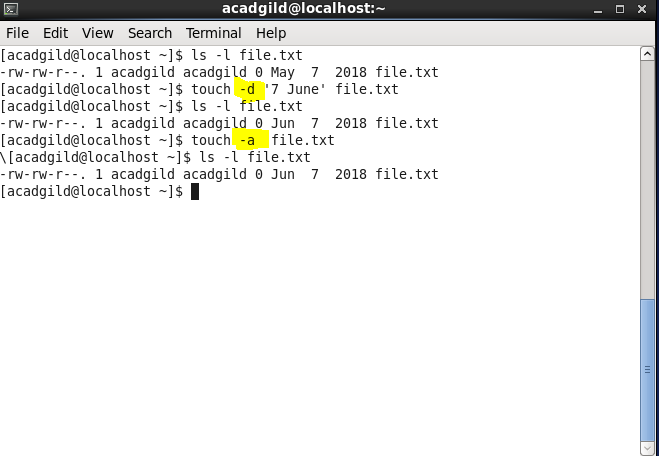 acadgild@localhost:~
File Edit View Search Terminal Help
[acadgild@localhost ~]$ ls -l file.txt
-rw-rw-r--. 1 acadgild acadgild 0 May  7  2018 file.txt
[acadgild@localhost ~]$ touch -d '7 June' file.txt
[acadgild@localhost ~]$ ls -l file.txt
-rw-rw-r--. 1 acadgild acadgild 0 Jun  7  2018 file.txt
[acadgild@localhost ~]$ touch -a  file.txt
\[acadgild@localhost ~]$ ls -l file.txt
-rw-rw-r--. 1 acadgild acadgild 0 Jun  7  2018 file.txt
[acadgild@localhost ~]$